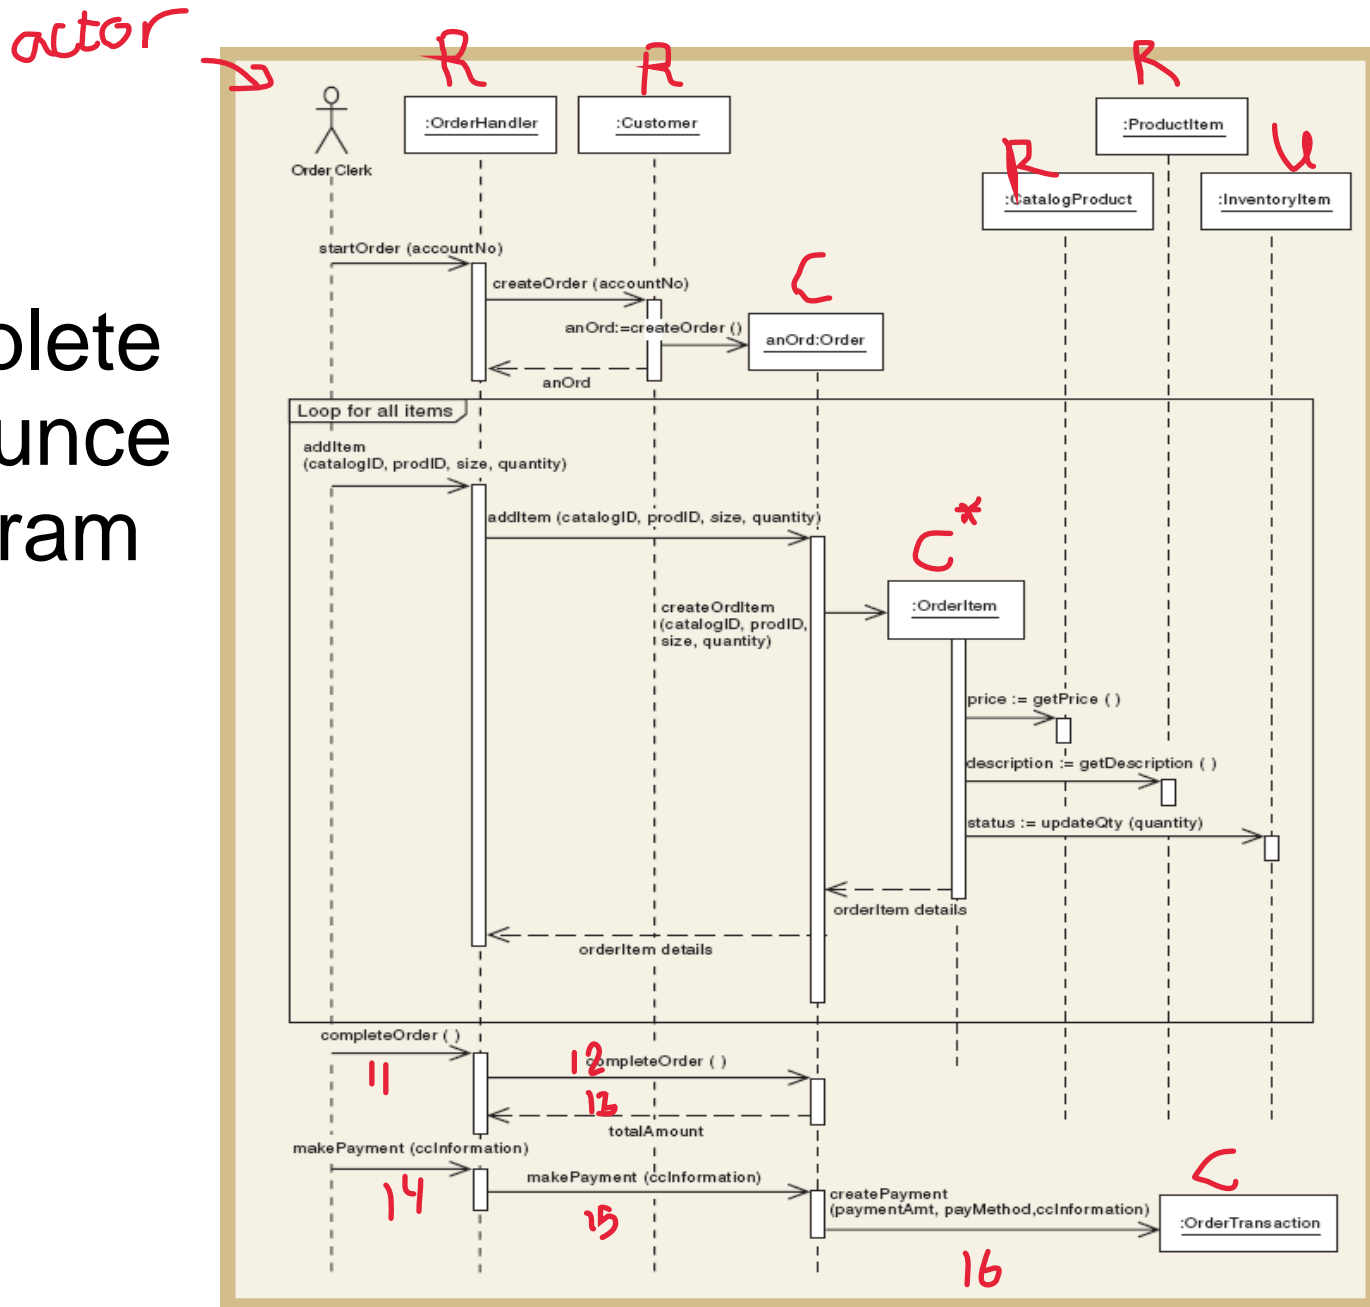 actor
R
R
R
R
U
:OrderHandler
:Customer
:ProductItem
Order Clerk
:CatalogProduct
:InventoryItem
startOrder (accountNo)
createOrder (accountNo)
C
anOrd:=createOrder ()
anOrd:Order
anOrd
plete
unce
ram
Loop for all items
addItem
(catalogID, prodID, size, quantity)
addItem (catalogID, prodID, size, quantity)
C*
createOrdItem
(catalogID, prodID,
size, quantity)
:OrderItem
price := getPrice ( )
description := getDescription ( )
status := updateQty (quantity)
orderItem details
orderItem details
completeOrder ( )
11
12
completeOrder ( )
13
totalAmount
makePayment (ccInformation)
14
makePayment (ccInformation)
15
createPayment
(paymentAmt, payMethod,ccInformation)
16
C
:OrderTransaction